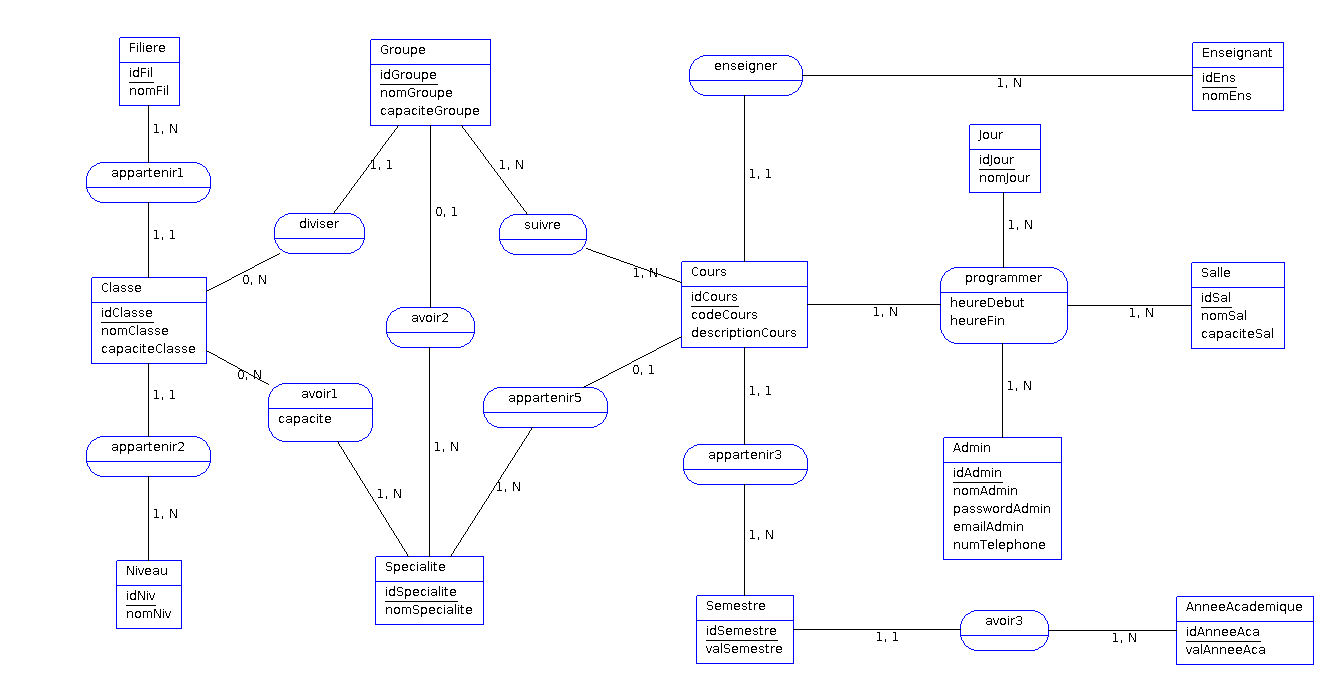 Filiere
idFil
nomFil
1, N
appartenir1
1, 1
Classe
idClasse
nomClasse
capaciteClasse
1, 1
appartenir2
1, N
Niveau
idNiv
nomNiv
Groupe
idGroupe
nomGroupe
capaciteGroupe
1, 1
diviser
0, N
0, 1
avoir2
1, N
1, N
suivre
1, N
0, N
avoir1
capacite
1, N
Specialite
idSpecialite
nomSpecialite
0, 1
appartenir5
1, N
enseigner
1, N
1, 1
Enseignant
idEns
nomEns
Cours
idCours
codeCours
descriptionCours
1, 1
appartenir3
1, N
Semestre
idSemestre
valSemestre
1, 1
avoir3
1, N
AnneeAcademique
idAnneeAca
valAnneeAca
Jour
idJour
nomJour
1, N
1, N
programmer
heureDebut
heureFin
1, N
Salle
idSal
nomSal
capaciteSal
1, N
Admin
idAdmin
nomAdmin
passwordAdmin
emailAdmin
numTelephone